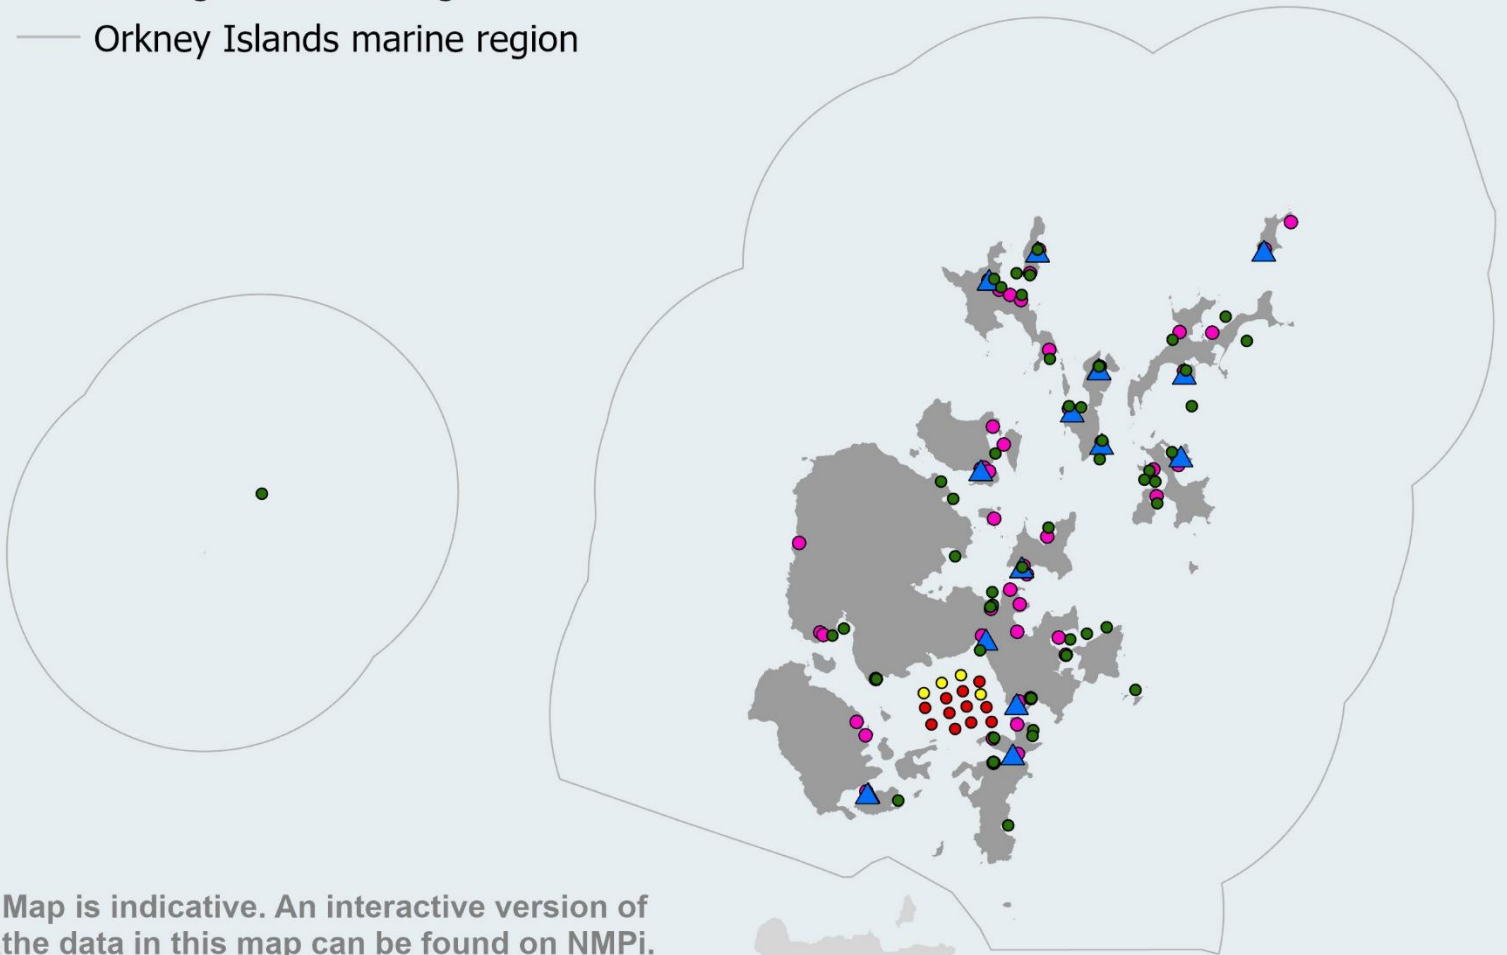 Orkney Islands marine region
Map is indicative. An interactive version of
the data in this map can be found on NMPi.